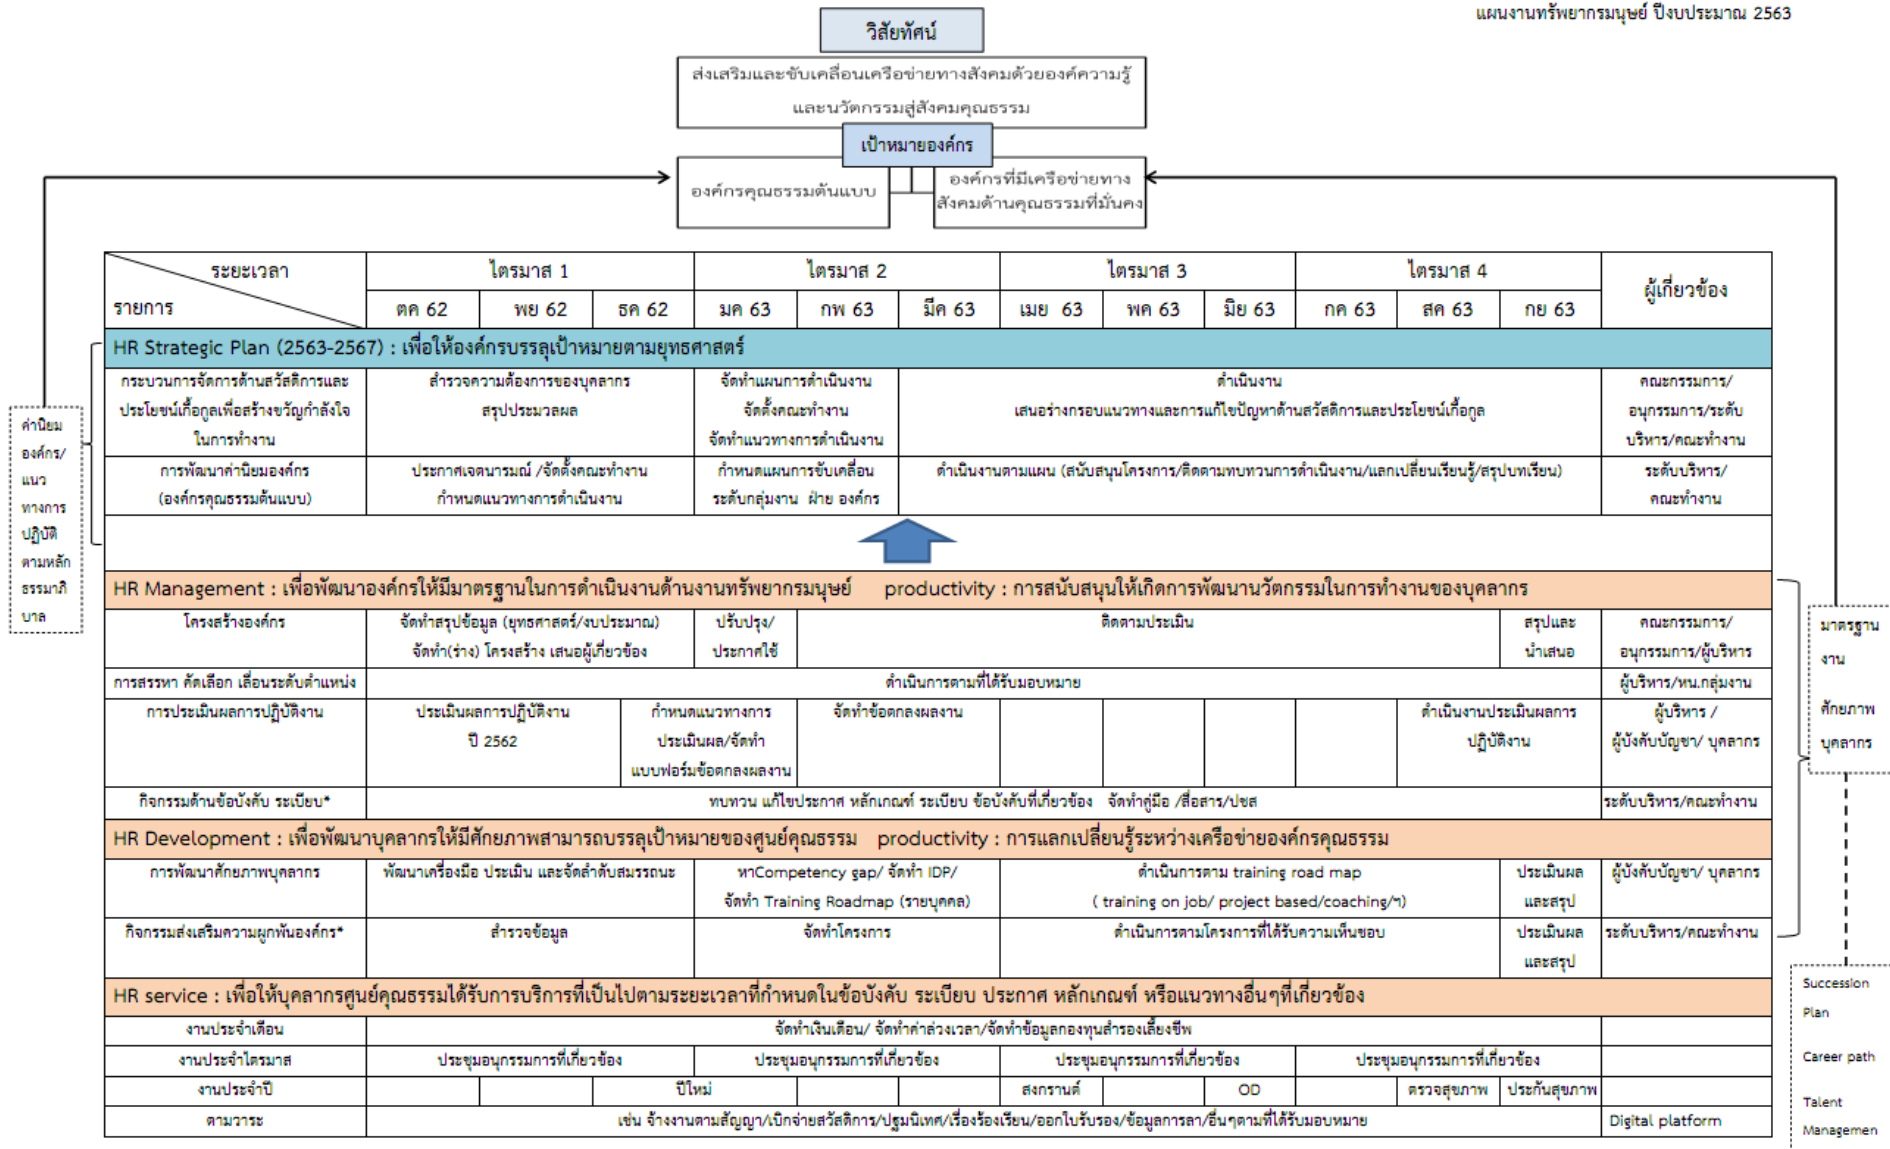 แผนงานทรัพยากรมนุษย์ ปีงบประมาณ 2563
วิสัยทัศน์
ส่งเสริมและขับเคลื่อนเครือข่ายทางสังคมด้วยองค์ความรู้
และนวัตกรรมสู่สังคมคุณธรรม
เป้าหมายองค์กร
องค์กรคุณธรรมต้นแบบ
องค์กรที่มีเครือข่ายทาง
สังคมด้านคุณธรรมที่มั่นคง
ระยะเวลา
รายการ
ไตรมาส 1 ไตรมาส 2 ไตรมาส 3 ไตรมาส 4 ผู้เกี่ยวข้อง
ตค 62 พย 62 ธค 62 มค 63 กพ 63 มีค 63 เมย 63 พค 63 มิย 63 กค 63 สค 63 กย 63
HR Strategic Plan (2563-2567) : เพื่อให้องค์กรบรรลุเป้าหมายตามยุทธศาสตร์
กระบวนการจัดการด้านสวัสดิการและ
ประโยชน์เกื้อกูลเพื่อสร้างขวัญกำลังใจ
ในการทำงาน
สำรวจความต้องการของบุคลากร
สรุปประมวลผล
จัดทำแผนการดำเนินงาน
จัดตั้งคณะทำงาน
จัดทำแนวทางการดำเนินงาน
ดำเนินงาน
เสนอร่างกรอบแนวทางและการแก้ไขปัญหาด้านสวัสดิการและประโยชน์เกื้อกูล
คณะกรรมการ/
อนุกรรมการ/ระดับ
บริหาร/คณะทำงาน
การพัฒนาค่านิยมองค์กร
(องค์กรคุณธรรมต้นแบบ)
ประกาศเจตนารมณ์ /จัดตั้งคณะทำงาน
กำหนดแนวทางการดำเนินงาน
กำหนดแผนการขับเคลื่อน
ระดับกลุ่มงาน ฝ่าย องค์กร
ดำเนินงานตามแผน (สนับสนุนโครงการ/ติดตามทบทวนการดำเนินงาน/แลกเปลี่ยนเรียนรู้/สรุปบทเรียน)
ระดับบริหาร/
คณะทำงาน
ค่านิยม
องค์กร/
แนว
ทางการ
ปฏิบัติ
ตามหลัก
ธรรมาภิ
บาล
HR Management : เพื่อพัฒนาองค์กรให้มีมาตรฐานในการดำเนินงานด้านงานทรัพยากรมนุษย์ productivity : การสนับสนุนให้เกิดการพัฒนานวัตกรรมในการทำงานของบุคลากร
โครงสร้างองค์กร
จัดทำสรุปข้อมูล (ยุทธศาสตร์/งบประมาณ)
จัดทำ(ร่าง) โครงสร้าง เสนอผู้เกี่ยวข้อง
ปรับปรุง/
ประกาศใช้
ติดตามประเมิน
สรุปและ
นำเสนอ
คณะกรรมการ/
อนุกรรมการ/ผู้บริหาร
การสรรหา คัดเลือก เลื่อนระดับตำแหน่ง
ดำเนินการตามที่ได้รับมอบหมาย
ผู้บริหาร/หน.กลุ่มงาน
การประเมินผลการปฏิบัติงาน
ประเมินผลการปฏิบัติงาน
ปี 2562
กำหนดแนวทางการ
ประเมินผล/จัดทำ
แบบฟอร์มข้อตกลงผลงาน
จัดทำข้อตกลงผลงาน
ดำเนินงานประเมินผลการ
ปฏิบัติงาน
ผู้บริหาร /
ผู้บังคับบัญชา/ บุคลากร
กิจกรรมด้านข้อบังคับ ระเบียบ*
ทบทวน แก้ไขประกาศ หลักเกณฑ์ ระเบียบ ข้อบังคับที่เกี่ยวข้อง จัดทำคู่มือ /สื่อสาร/ปชส
ระดับบริหาร/คณะทำงาน
มาตรฐาน
งาน
ศักยภาพ
บุคลากร
HR Development : เพื่อพัฒนาบุคลากรให้มีศักยภาพสามารถบรรลุเป้าหมายของศูนย์คุณธรรม productivity : การแลกเปลี่ยนรู้ระหว่างเครือข่ายองค์กรคุณธรรม
การพัฒนาศักยภาพบุคลากร
พัฒนาเครื่องมือ ประเมิน และจัดลำดับสมรรถนะ
หาCompetency gap/ จัดทำ IDP/
จัดทำ Training Roadmap (รายบุคคล)
ดำเนินการตาม training road map
( training on job/ project based/coaching/ฯ)
ประเมินผล
และสรุป
ผู้บังคับบัญชา/ บุคลากร
กิจกรรมส่งเสริมความผูกพันองค์กร*
สำรวจข้อมูล
จัดทำโครงการ
ดำเนินการตามโครงการที่ได้รับความเห็นชอบ
ประเมินผล
และสรุป
ระดับบริหาร/คณะทำงาน
HR service : เพื่อให้บุคลากรศูนย์คุณธรรมได้รับการบริการที่เป็นไปตามระยะเวลาที่กำหนดในข้อบังคับ ระเบียบ ประกาศ หลักเกณฑ์ หรือแนวทางอื่นๆที่เกี่ยวข้อง
งานประจำเดือน
จัดทำเงินเดือน/ จัดทำค่าล่วงเวลา/จัดทำข้อมูลกองทุนสำรองเลี้ยงชีพ
งานประจำไตรมาส
ประชุมอนุกรรมการที่เกี่ยวข้อง ประชุมอนุกรรมการที่เกี่ยวข้อง ประชุมอนุกรรมการที่เกี่ยวข้อง ประชุมอนุกรรมการที่เกี่ยวข้อง
งานประจำปี
ปีใหม่ สงกรานต์ OD ตรวจสุขภาพ ประกันสุขภาพ
ตามวาระ
เช่น จ้างงานตามสัญญา/เบิกจ่ายสวัสดิการ/ปฐมนิเทศ/เรื่องร้องเรียน/ออกใบรับรอง/ข้อมูลการลา/อื่นๆตามที่ได้รับมอบหมาย
Digital platform
Succession
Plan
Career path
Talent
Managemen